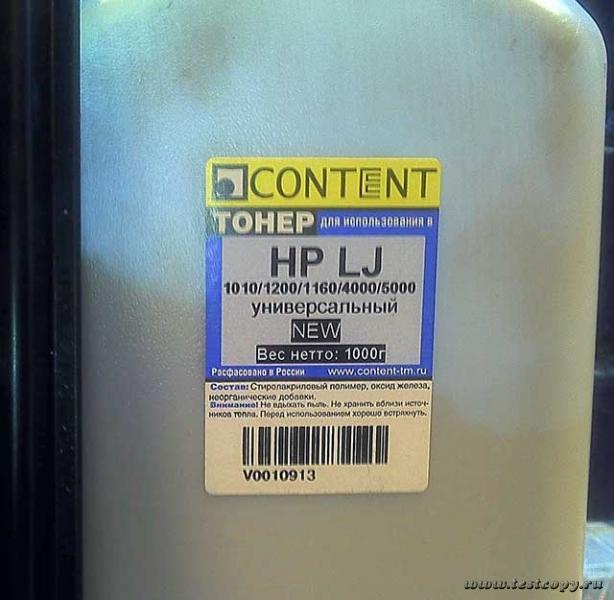 CONTENT
ТОНЕР для использования в
HP LJ
1010/1200/1160/4000/5000
универсальный
NEW
Вес нетто: 1000г
Расфасовано в России www.content-tm.ru
Состав: Стиролакриловый полимер, оксид железа,
неорганические добавки.
Внимание! Не вдыхать пыль. Не хранить вблизи источ-
ников топла. Перед использованием хорошо встряхнуть.
V0010913
www.testcopy.ru